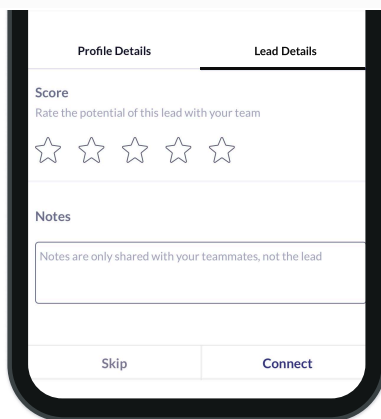 Profile Details Lead Details
Score
Rate the potential of this lead with your team
Notes
Notes are only shared with your teammates, not the lead
Skip Connect